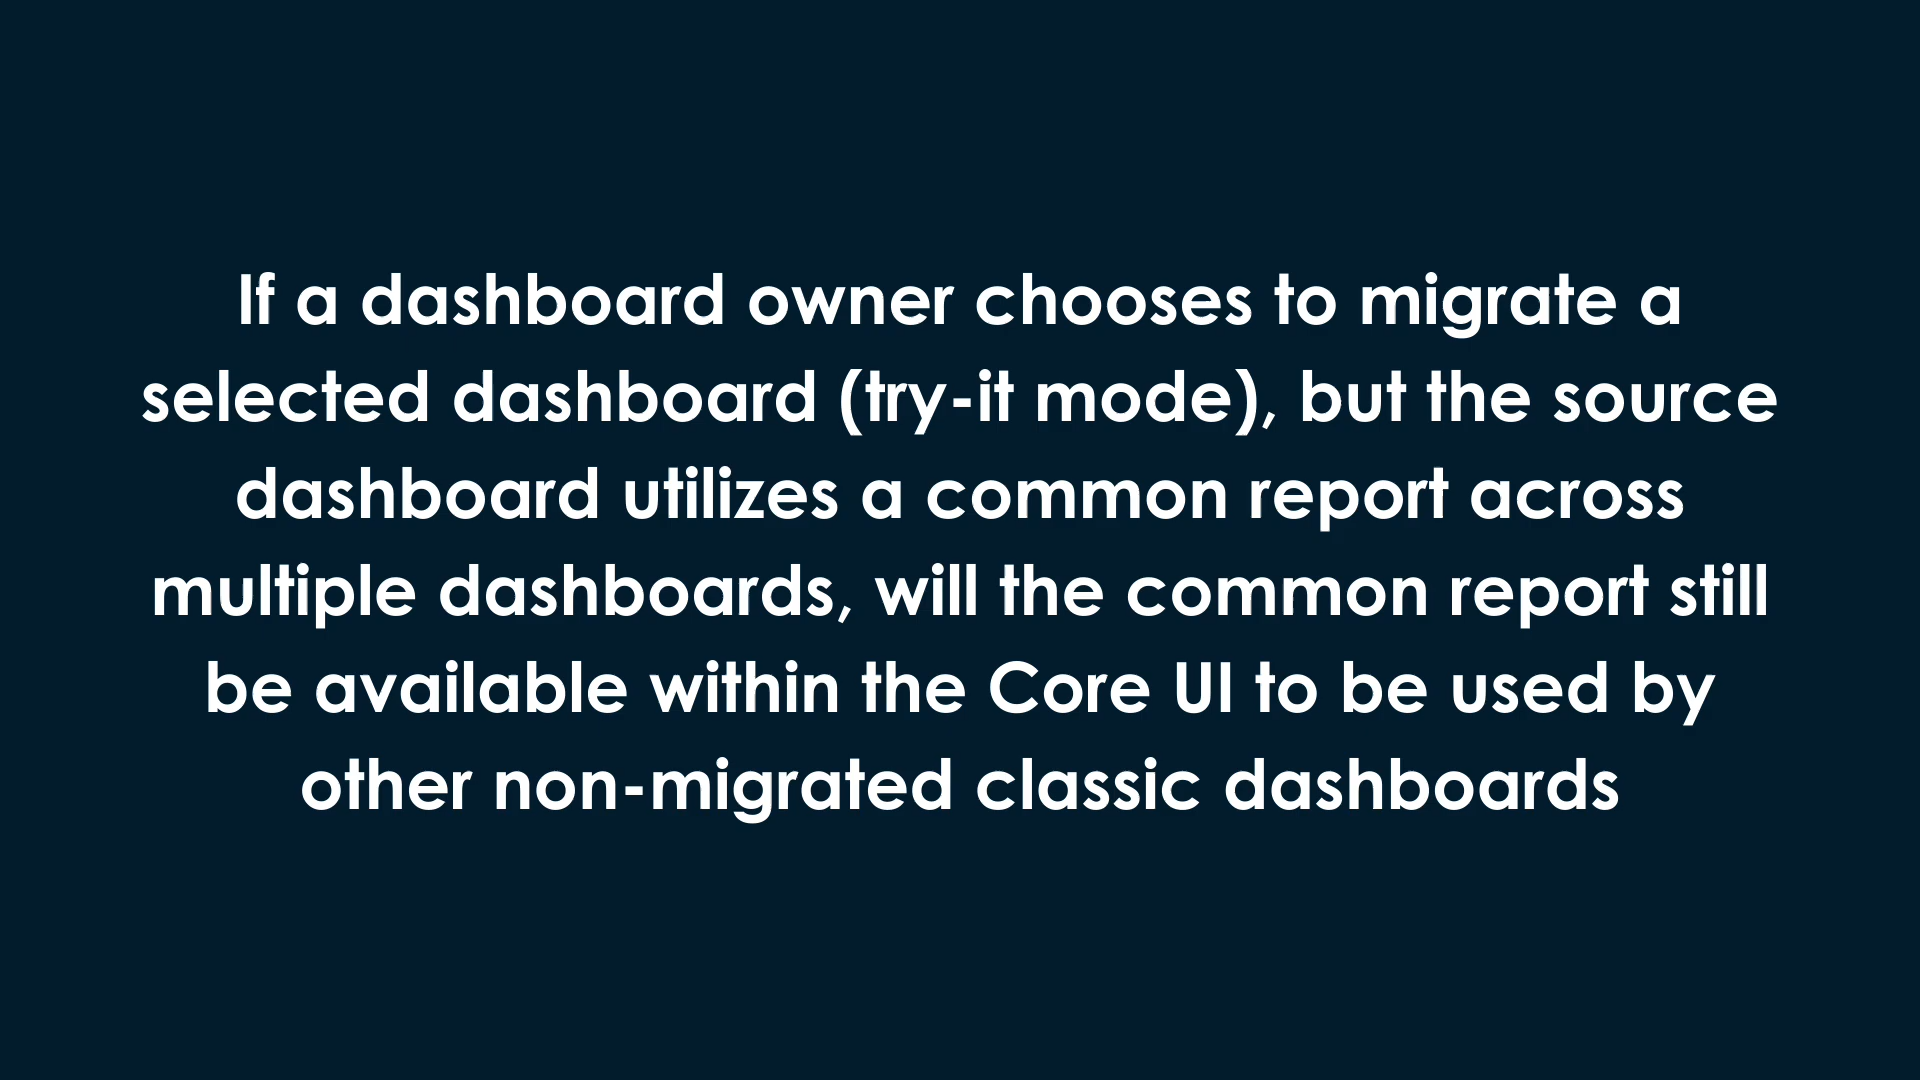 If a dashboard owner chooses to migrate a
selected dashboard (try-it mode), but the source
dashboard utilizes a common report across
multiple dashboards, will the common report still
be available within the Core UI to be used by
other non-migrated classic dashboards